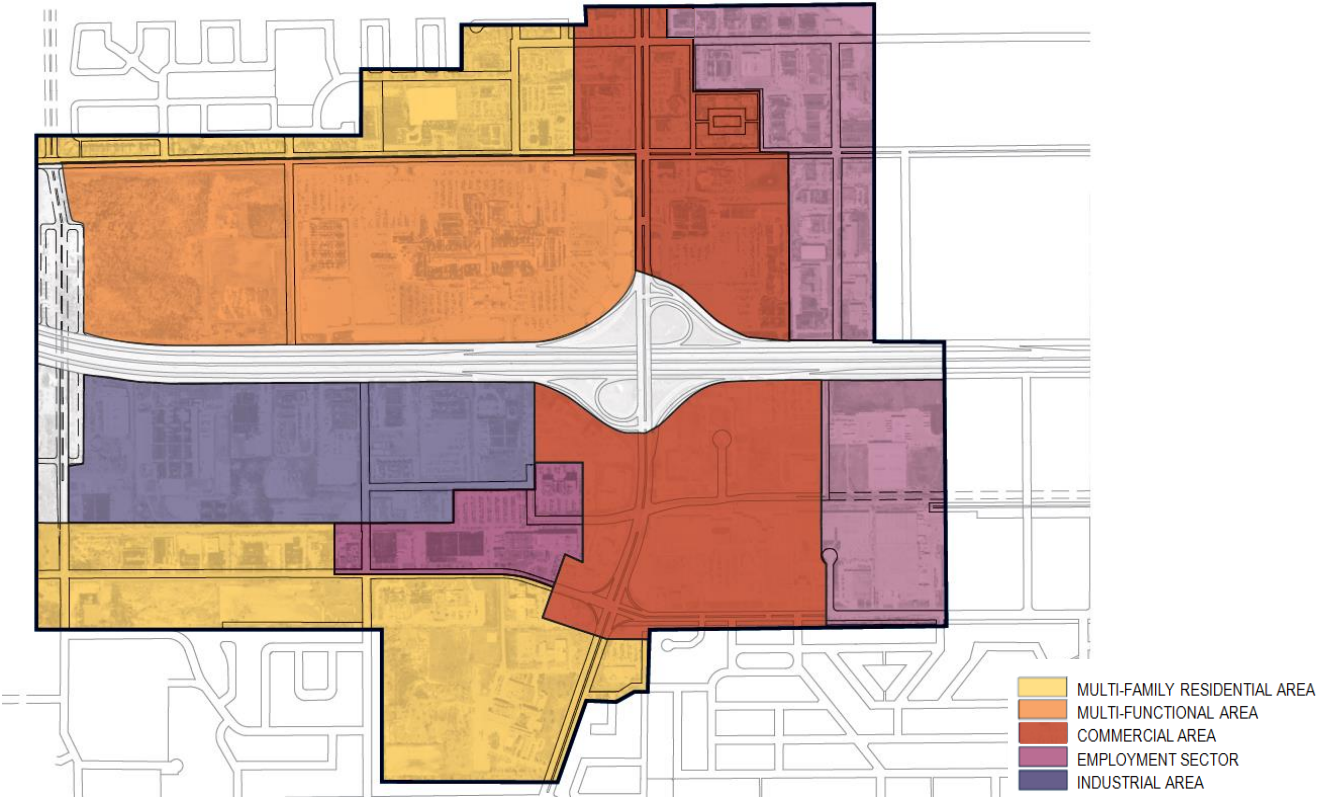 MULTI-FAMILY RESIDENTIAL AREA
MULTI-FUNCTIONAL AREA
COMMERCIAL AREA
EMPLOYMENT SECTOR
INDUSTRIAL AREA